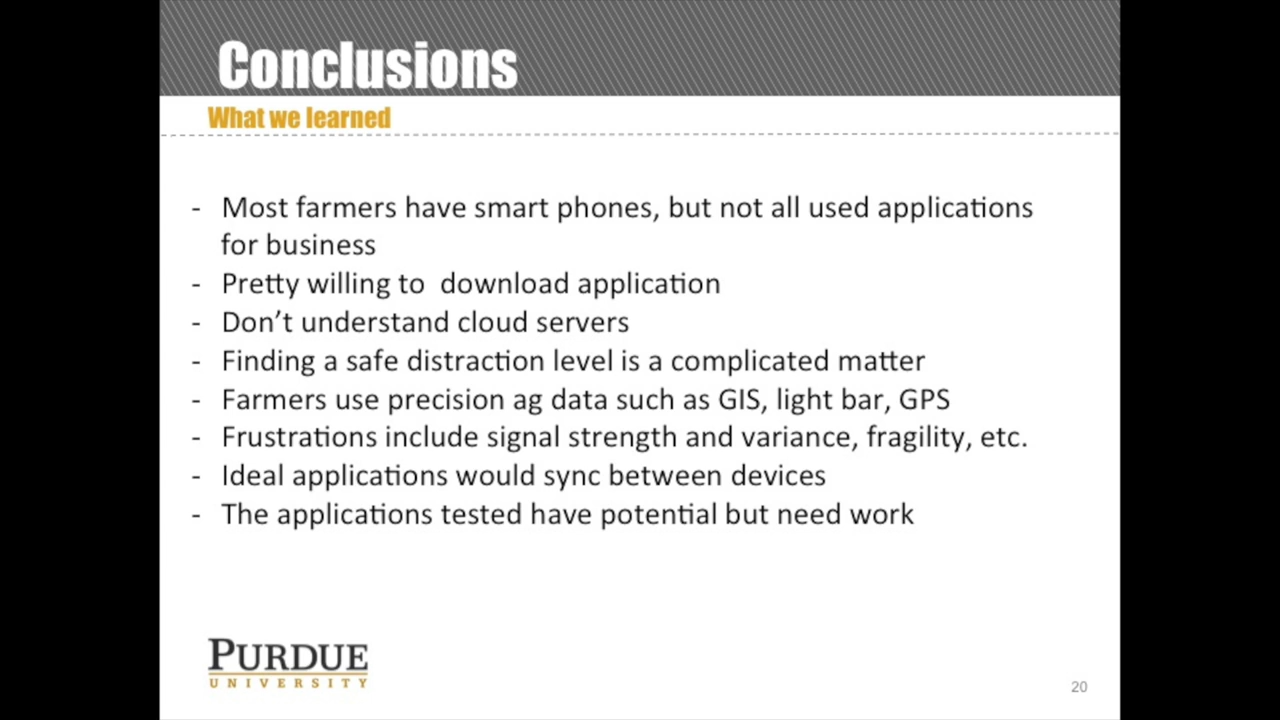 Conclusions
What we learned
- Most farmers have smart phones, but not all used applications
for business
- Pretty willing to  download application
- Don't understand cloud servers
- Finding a safe distraction level is a complicated matter
- Farmers use precision ag data such as GIS, light bar, GPS
- Frustrations include signal strength and variance, fragility, etc.
- Ideal applications would sync between devices
- The applications tested have potential but need work
PURDUE
UNIVERSITY
20